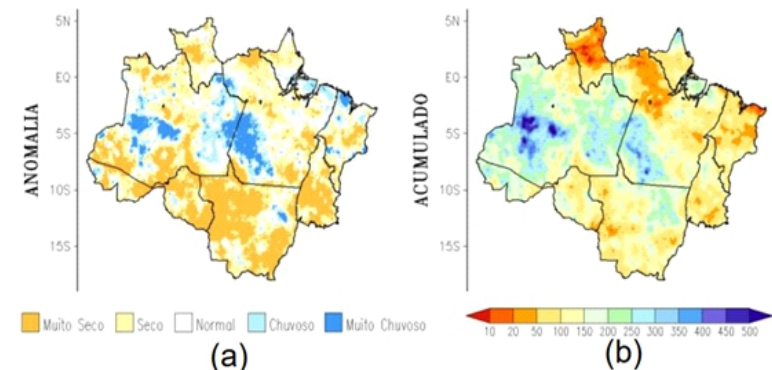 ANOMALIA
5N
EQ
5S
10S
15S
Muito Seco Seco Normal Chuvoso Muito Chuvoso
(a)
ACUMULADO
5N
EQ
5S
10S
15S
10 20 50 100 150 200 250 300 350 400 450 500
(b)